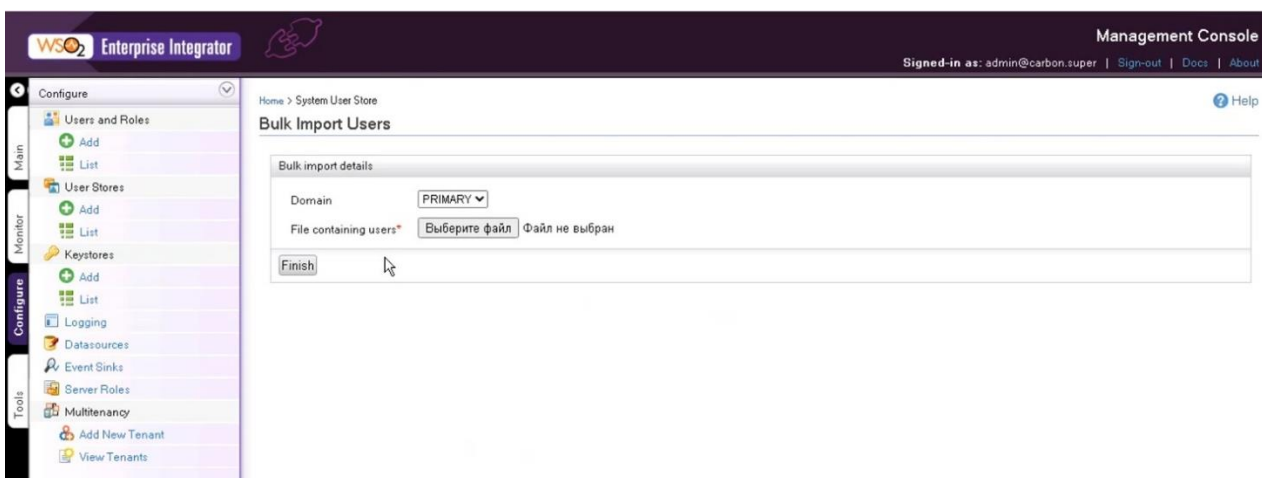 WSO2 Enterprise Integrator
Management Console
Signed-in as: admin@carbon.super | Sign-out | Docs | About
Main
Monitor
Configure
Tools
Configure
Users and Roles
Add
List
User Stores
Add
List
Keystores
Add
List
Logging
Datasources
Event Sinks
Server Roles
Multitenancy
Add New Tenant
View Tenants
Home > System User Store
Help
Bulk Import Users
Bulk import details
Domain PRIMARY
File containing users* Выберите файл Файл не выбран
Finish